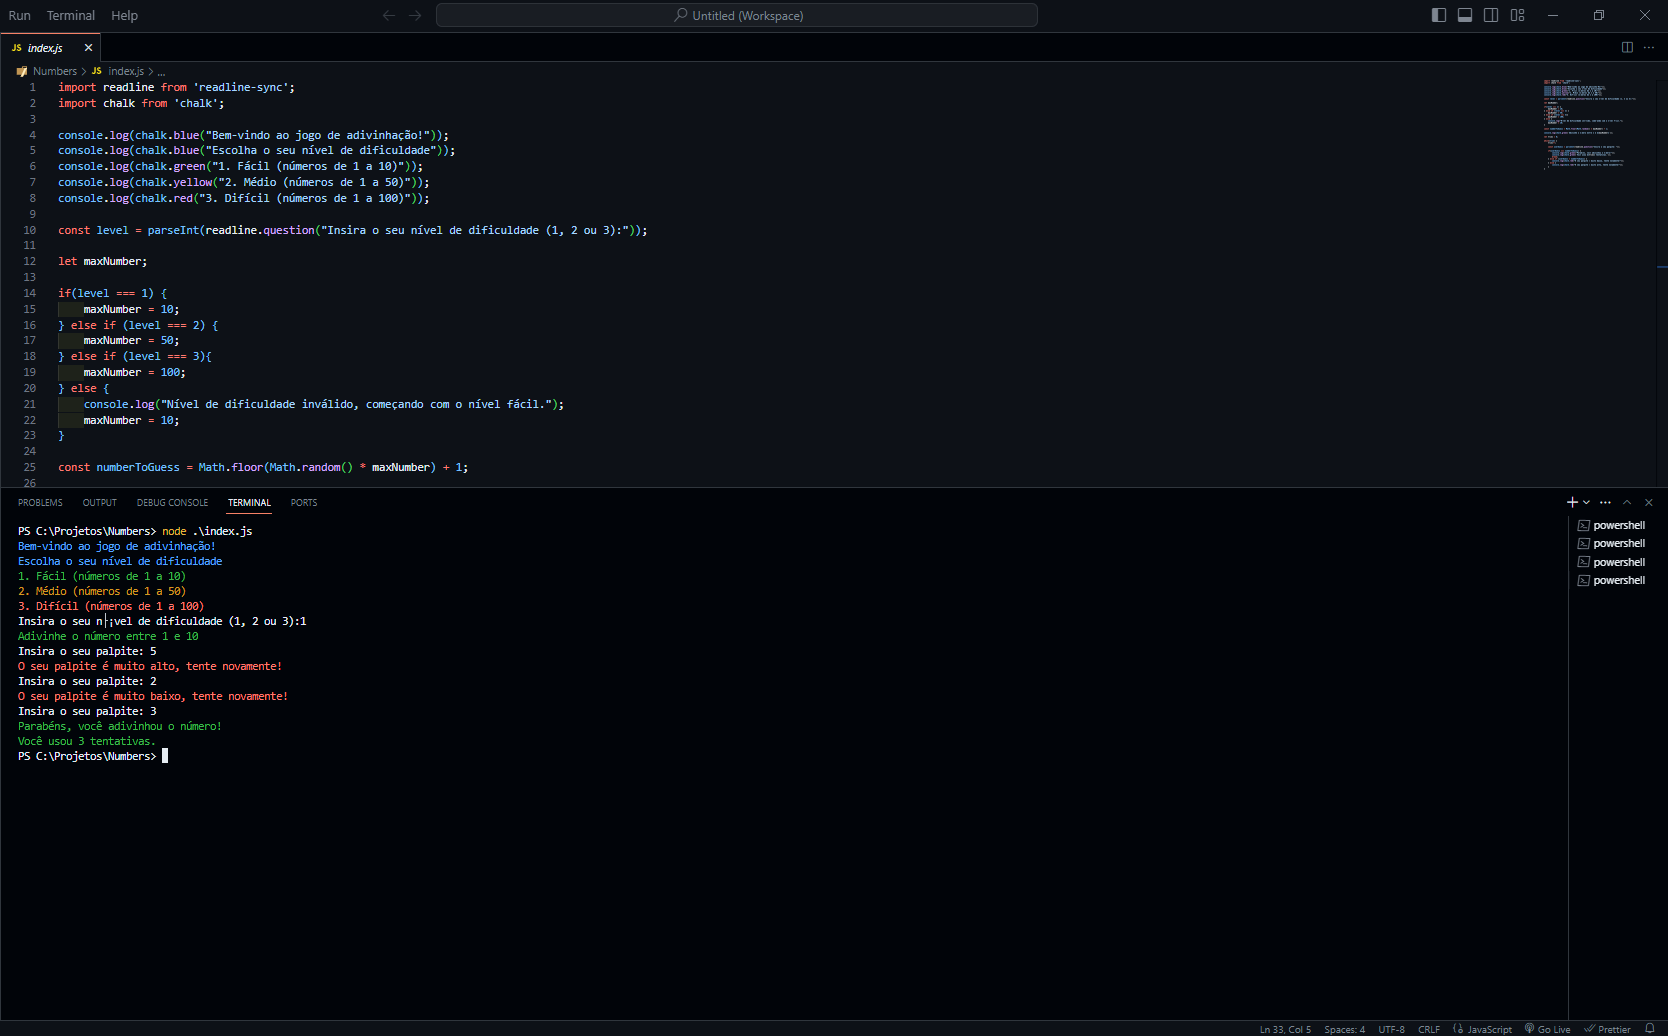 Run Terminal Help
Untitled (Workspace)
JS index.js
Numbers > JS index.js > ...
1 import readline from 'readline-sync';
2 import chalk from 'chalk';
3
4 console.log(chalk.blue("Bem-vindo ao jogo de adivinhação!"));
5 console.log(chalk.blue("Escolha o seu nível de dificuldade"));
6 console.log(chalk.green("1. Fácil (números de 1 a 10)"));
7 console.log(chalk.yellow("2. Médio (números de 1 a 50)"));
8 console.log(chalk.red("3. Difícil (números de 1 a 100)"));
9
10 const level = parseInt(readline.question("Insira o seu nível de dificuldade (1, 2 ou 3):"));
11
12 let maxNumber;
13
14 if(level === 1) {
15 maxNumber = 10;
16 } else if (level === 2) {
17 maxNumber = 50;
18 } else if (level === 3){
19 maxNumber = 100;
20 } else {
21 console.log("Nível de dificuldade inválido, começando com o nível fácil.");
22 maxNumber = 10;
23 }
24
25 const numberToGuess = Math.floor(Math.random() * maxNumber) + 1;
26
PROBLEMS OUTPUT DEBUG CONSOLE TERMINAL PORTS
PS C:\Projetos\Numbers> node .\index.js
Bem-vindo ao jogo de adivinhação!
Escolha o seu nível de dificuldade
1. Fácil (números de 1 a 10)
2. Médio (números de 1 a 50)
3. Difícil (números de 1 a 100)
Insira o seu n├¡vel de dificuldade (1, 2 ou 3):1
Adivinhe o número entre 1 e 10
Insira o seu palpite: 5
O seu palpite é muito alto, tente novamente!
Insira o seu palpite: 2
O seu palpite é muito baixo, tente novamente!
Insira o seu palpite: 3
Parabéns, você adivinhou o número!
Você usou 3 tentativas.
PS C:\Projetos\Numbers>
powershell
powershell
powershell
powershell
Ln 33, Col 5 Spaces: 4 UTF-8 CRLF JavaScript Go Live Prettier